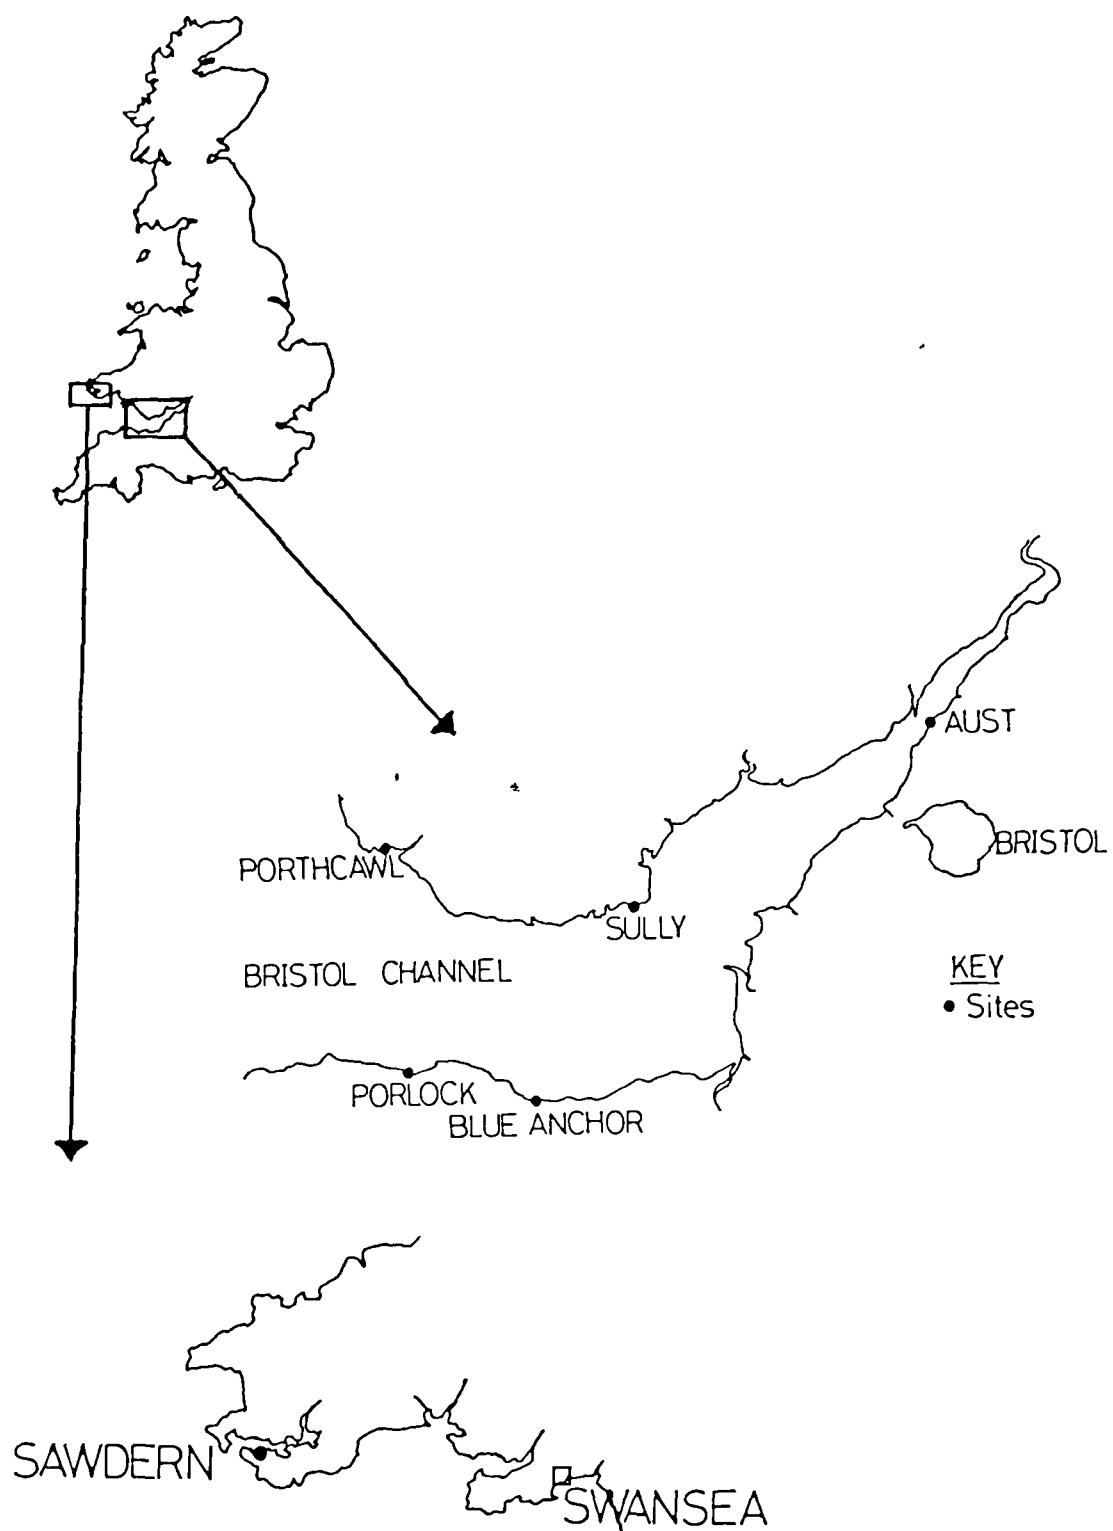 AUST
BRISTOL
PORTHCAWL
SULLY
BRISTOL CHANNEL
KEY
• Sites
PORLOCK
BLUE ANCHOR
SAWDERN
SWANSEA